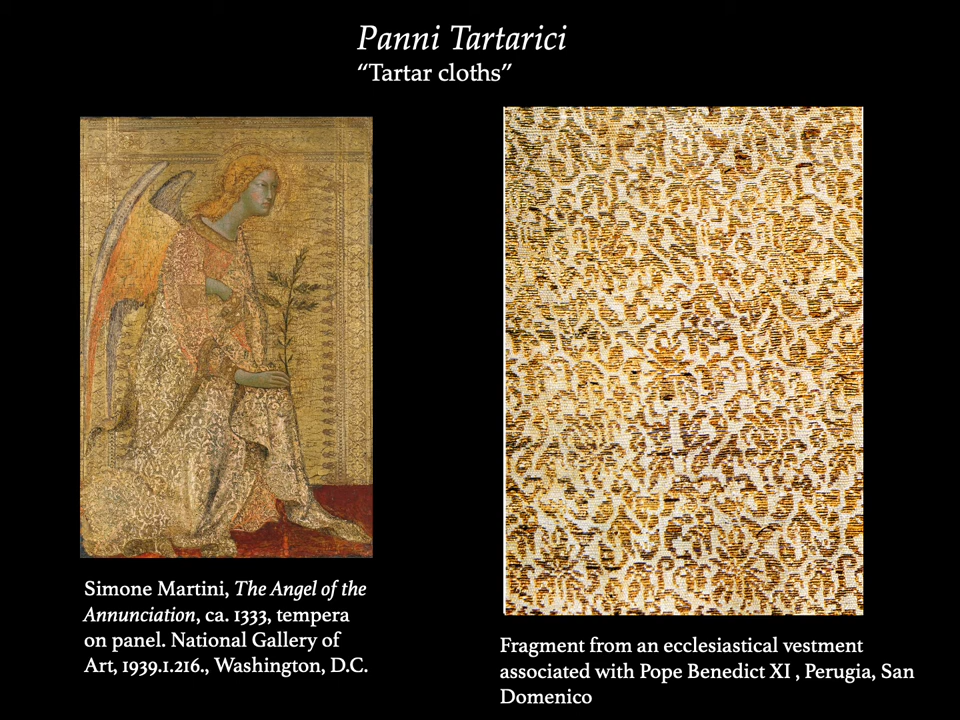 Panni Tartarici
“Tartar cloths”
Simone Martini, The Angel of the
Annunciation, ca. 1333, tempera
on panel. National Gallery of
Art, 1939.1.216., Washington, D.C.
Fragment from an ecclesiastical vestment
associated with Pope Benedict XI , Perugia, San
Domenico